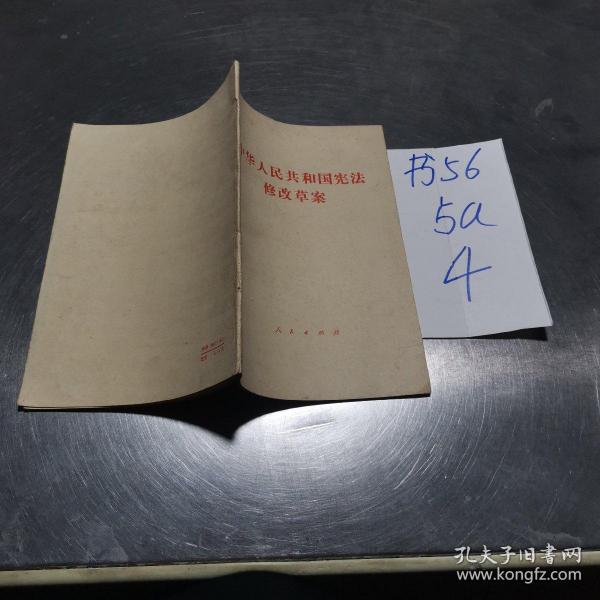 中华人民共和国宪法
修改草案
人民出版社
书56
5a
4
孔夫子旧书网
www.kongfz.com